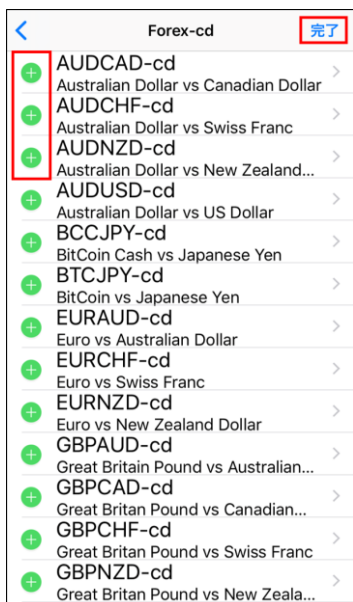 Forex-cd
完了
AUDCAD-cd
Australian Dollar vs Canadian Dollar
AUDCHF-cd
Australian Dollar vs Swiss Franc
AUDNZD-cd
Australian Dollar vs New Zealand...
AUDUSD-cd
Australian Dollar vs US Dollar
BCCJPY-cd
BitCoin Cash vs Japanese Yen
BTCJPY-cd
BitCoin vs Japanese Yen
EURAUD-cd
Euro vs Australian Dollar
EURCHF-cd
Euro vs Swiss Franc
EURNZD-cd
Euro vs New Zealand Dollar
GBPAUD-cd
Great Britain Pound vs Australian...
GBPCAD-cd
Great Britan Pound vs Canadian...
GBPCHF-cd
Great Britan Pound vs Swiss Franc
GBPNZD-cd
Great Britan Pound vs New Zeala...